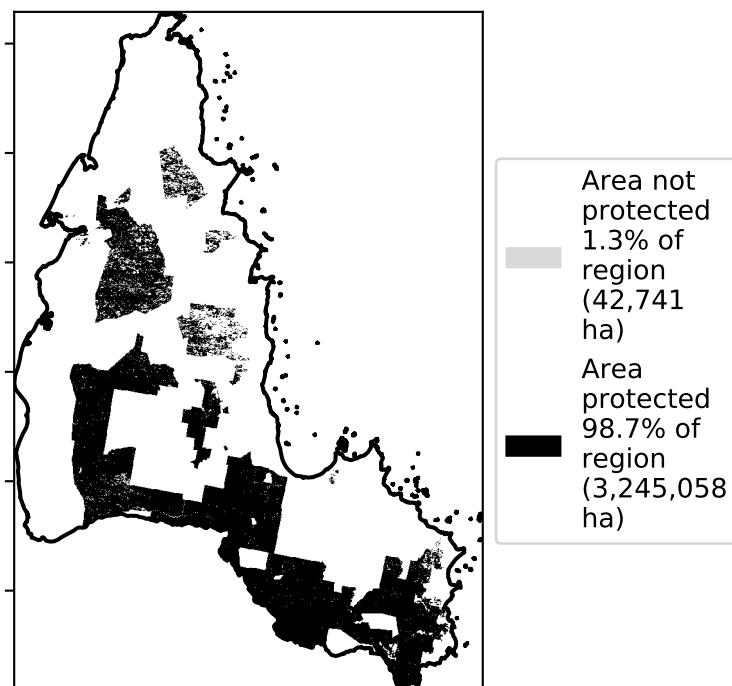 Area not
protected
1.3% of
region
(42,741
ha)
Area
protected
98.7% of
region
(3,245,058
ha)